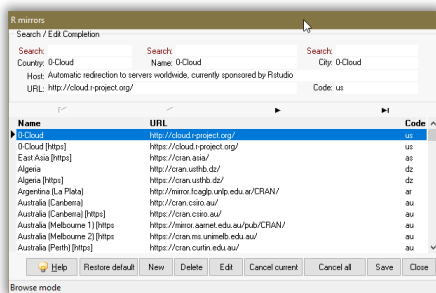 R mirrors
Search / Edit Completion
Search: Search: Search:
Country: 0-Cloud Name: 0-Cloud City: 0-Cloud
Host: Automatic redirection to servers worldwide, currently sponsored by Rstudio
URL: http://cloud.r-project.org/ Code: us
Name URL Code
0-Cloud http://cloud.r-project.org/ us
0-Cloud [https] https://cloud.r-project.org/ us
East Asia [https] https://cran.asia/ as
Algeria http://cran.usthb.dz/ dz
Algeria [https] https://cran.usthb.dz/ dz
Argentina (La Plata) http://mirror.fcaglp.unlp.edu.ar/CRAN/ ar
Australia (Canberra) http://cran.csiro.au/ au
Australia (Canberra) [https] https://cran.csiro.au/ au
Australia (Melbourne 1) [https https://mirror.aarnet.edu.au/pub/CRAN/ au
Australia (Melbourne 2) [https https://cran.ms.unimelb.edu.au/ au
Australia (Perth) [https] https://cran.curtin.edu.au/ au
Help Restore default New Delete Edit Cancel current Cancel all Save Close
Browse mode